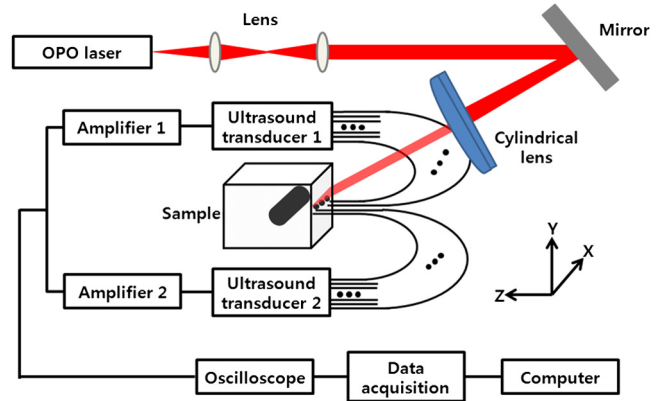 Lens
Mirror
OPO laser
Amplifier 1
Ultrasound
transducer 1
Cylindrical
lens
Sample
Y
X
Z
Amplifier 2
Ultrasound
transducer 2
Oscilloscope
Data
acquisition
Computer